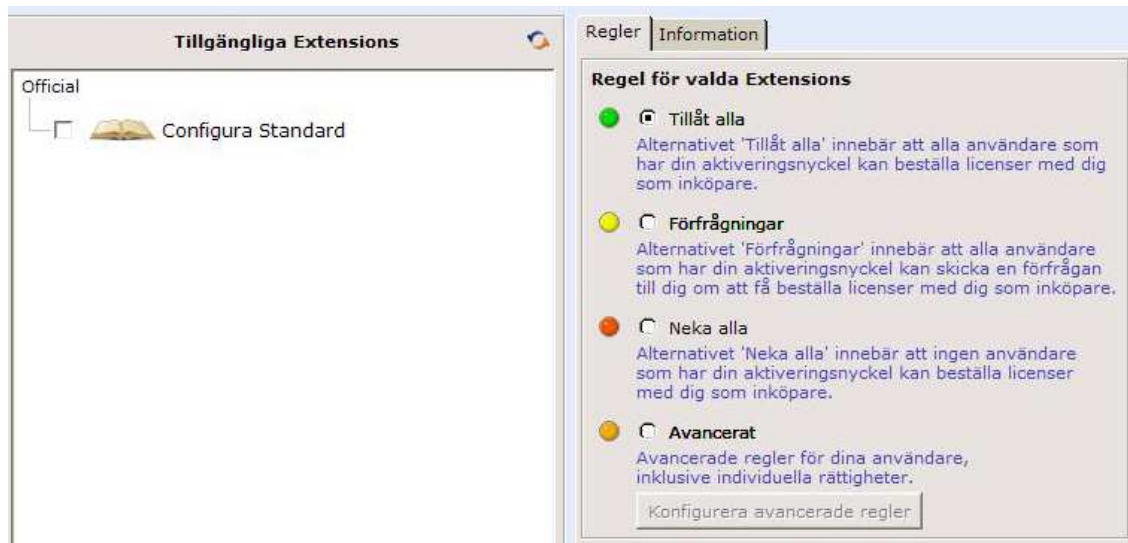 Tillgängliga Extensions
Official
Configura Standard
Regler
Information
Regel för valda Extensions
Tillåt alla
Alternativet 'Tillåt alla' innebär att alla användare som
har din aktiveringsnyckel kan beställa licenser med dig
som inköpare.
Förfrågningar
Alternativet 'Förfrågningar' innebär att alla användare
som har din aktiveringsnyckel kan skicka en förfrågan
till dig om att få beställa licenser med dig som inköpare.
Neka alla
Alternativet 'Neka alla' innebär att ingen användare
som har din aktiveringsnyckel kan beställa licenser
med dig som inköpare.
Avancerat
Avancerade regler för dina användare,
inklusive individuella rättigheter.
Konfigurera avancerade regler